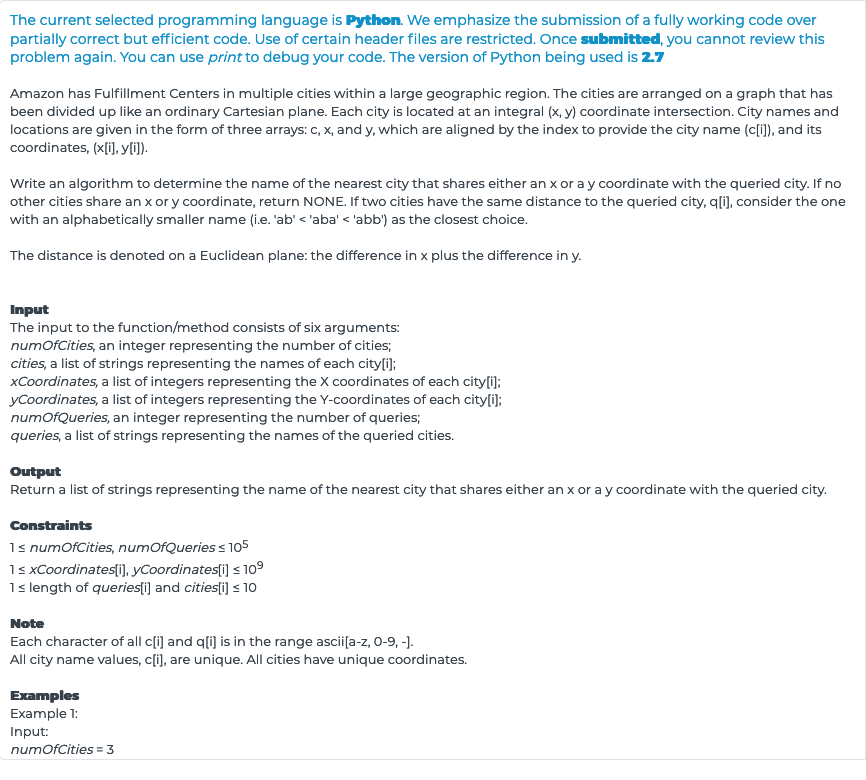 The current selected programming language is Python. We emphasize the submission of a fully working code over
partially correct but efficient code. Use of certain header files are restricted. Once submitted, you cannot review this
problem again. You can use print to debug your code. The version of Python being used is 2.7
Amazon has Fulfillment Centers in multiple cities within a large geographic region. The cities are arranged on a graph that has
been divided up like an ordinary Cartesian plane. Each city is located at an integral (x, y) coordinate intersection. City names and
locations are given in the form of three arrays: c, x, and y, which are aligned by the index to provide the city name (c[i]), and its
coordinates, (x[i], y[i]).
Write an algorithm to determine the name of the nearest city that shares either an x or a y coordinate with the queried city. If no
other cities share an x or y coordinate, return NONE. If two cities have the same distance to the queried city, q[i], consider the one
with an alphabetically smaller name (i.e. 'ab' < 'aba' < 'abb') as the closest choice.
The distance is denoted on a Euclidean plane: the difference in x plus the difference in y.
Input
The input to the function/method consists of six arguments:
numOfCities, an integer representing the number of cities;
cities, a list of strings representing the names of each city[i];
xCoordinates, a list of integers representing the X coordinates of each city[i];
yCoordinates, a list of integers representing the Y-coordinates of each city[i];
numOfQueries, an integer representing the number of queries;
queries, a list of strings representing the names of the queried cities.
Output
Return a list of strings representing the name of the nearest city that shares either an x or a y coordinate with the queried city.
Constraints
1 ≤ numOfCities, numOfQueries ≤ 10⁵
1 ≤ xCoordinates[i], yCoordinates[i] ≤ 10⁹
1 ≤ length of queries[i] and cities[i] ≤ 10
Note
Each character of all c[i] and q[i] is in the range ascii[a-z, 0-9, -].
All city name values, c[i], are unique. All cities have unique coordinates.
Examples
Example 1:
Input:
numOfCities = 3